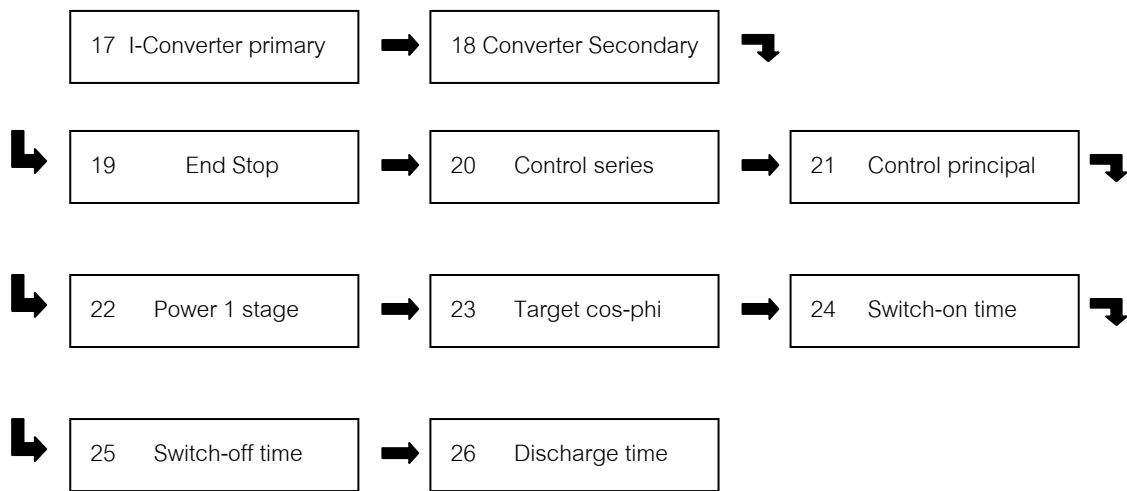 17 I-Converter primary
18 Converter Secondary
19 End Stop
20 Control series
21 Control principal
22 Power 1 stage
23 Target cos-phi
24 Switch-on time
25 Switch-off time
26 Discharge time